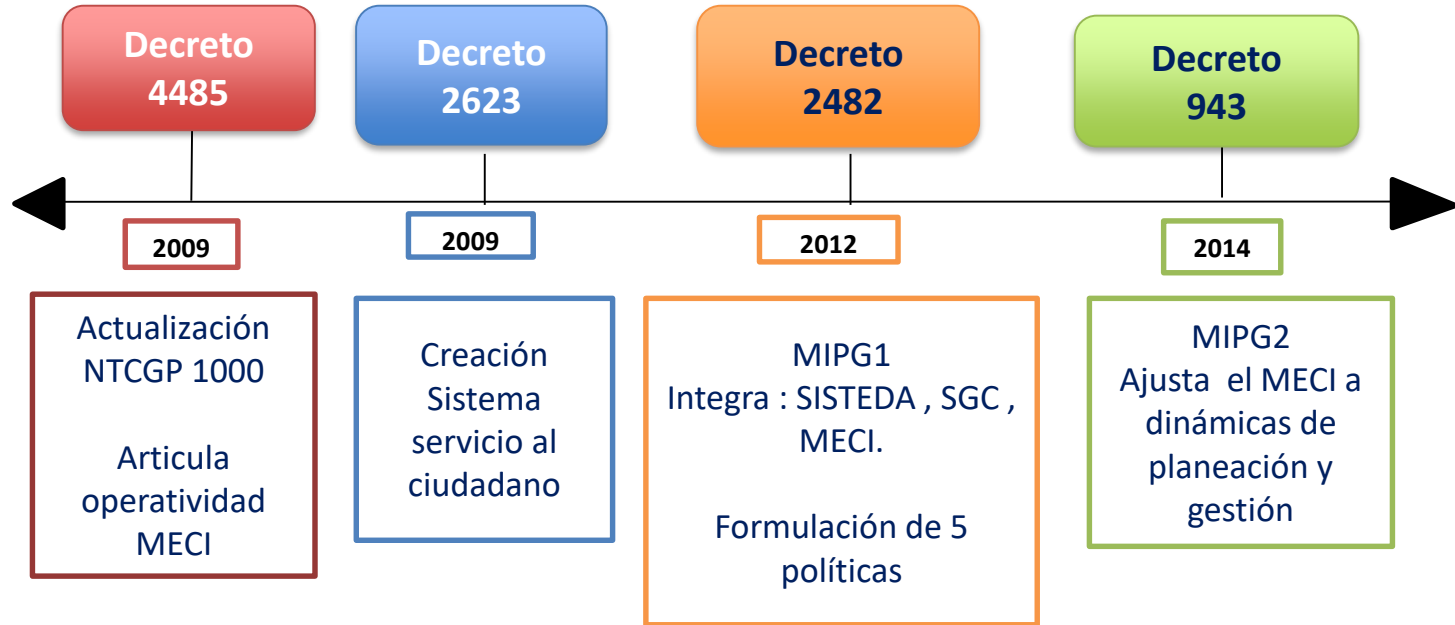 Decreto
4485
Decreto
2623
Decreto
2482
Decreto
943
2009
2009
2012
2014
Actualización
NTCGP 1000
Articula
operatividad
MECI
Creación
Sistema
servicio al
ciudadano
MIPG1
Integra : SISTEDA , SGC ,
MECI.
Formulación de 5
políticas
MIPG2
Ajusta el MECI a
dinámicas de
planeación y
gestión